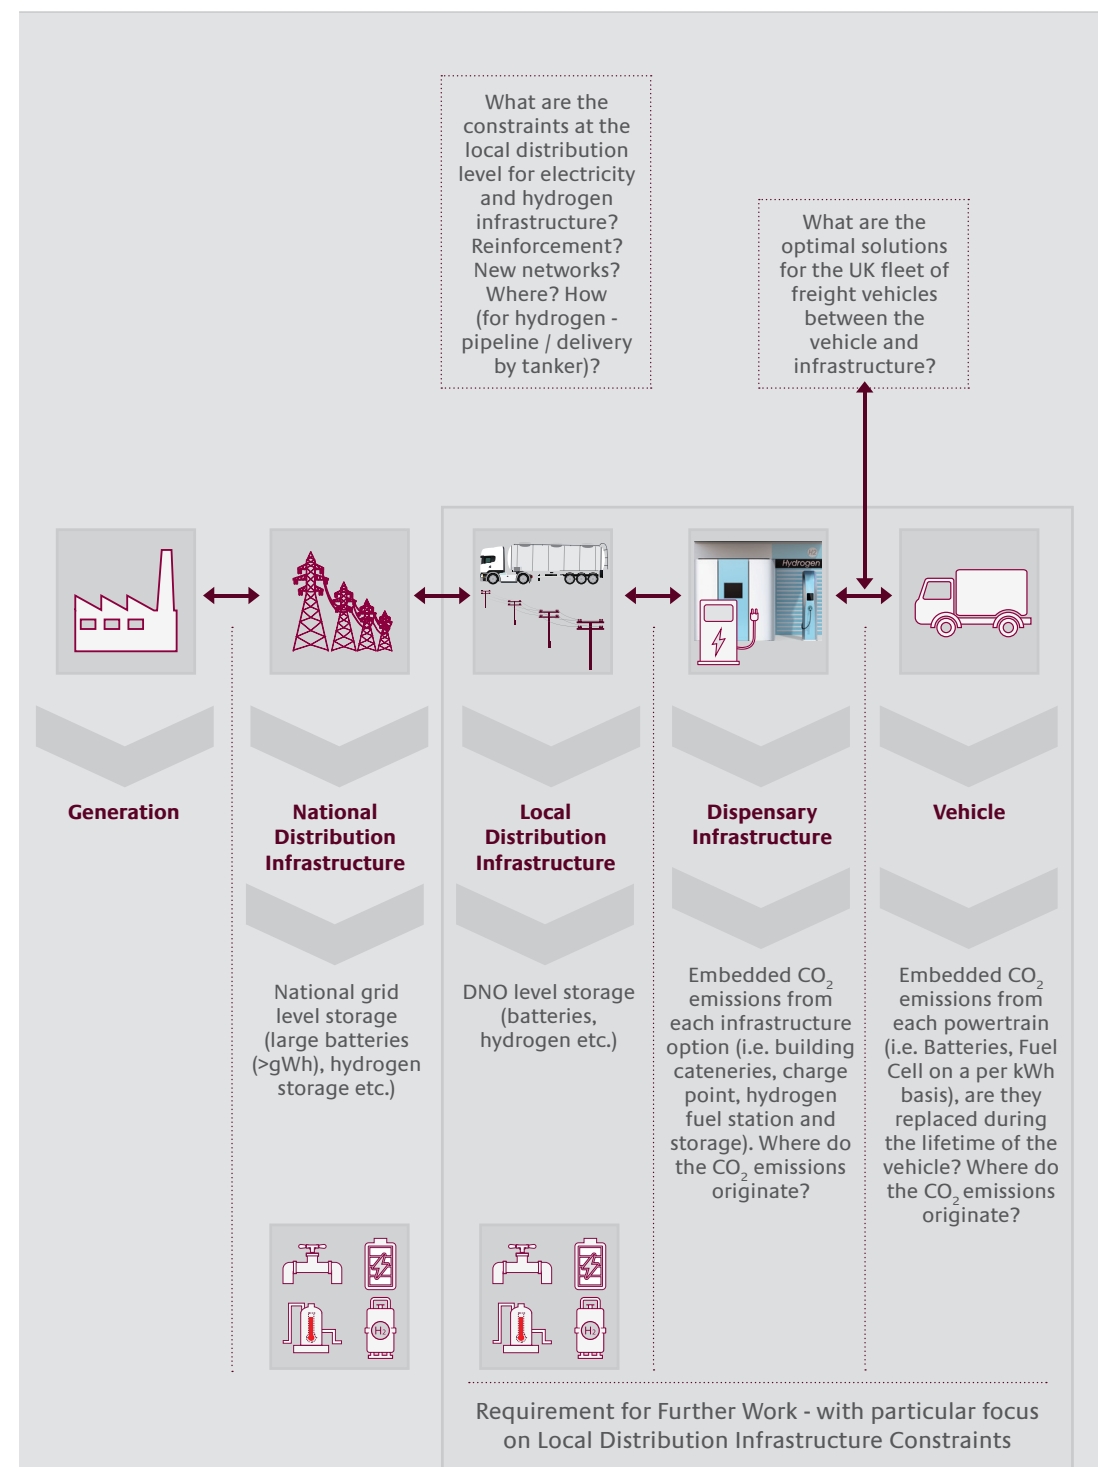 What are the
constraints at the
local distribution
level for electricity
and hydrogen
infrastructure?
Reinforcement?
New networks?
Where? How
(for hydrogen -
pipeline / delivery
by tanker)?
What are the
optimal solutions
for the UK fleet of
freight vehicles
between the
vehicle and
infrastructure?
Hydrogen
Generation
National
Distribution
Infrastructure
Local
Distribution
Infrastructure
Dispensary
Infrastructure
Vehicle
National grid
level storage
(large batteries
(>gWh), hydrogen
storage etc.)
DNO level storage
(batteries,
hydrogen etc.)
Embedded CO₂
emissions from
each infrastructure
option (i.e. building
cateneries, charge
point, hydrogen
fuel station and
storage). Where do
the CO₂ emissions
originate?
Embedded CO₂
emissions from
each powertrain
(i.e. Batteries, Fuel
Cell on a per kWh
basis), are they
replaced during
the lifetime of the
vehicle? Where do
the CO₂ emissions
originate?
H₂
H₂
Requirement for Further Work - with particular focus
on Local Distribution Infrastructure Constraints